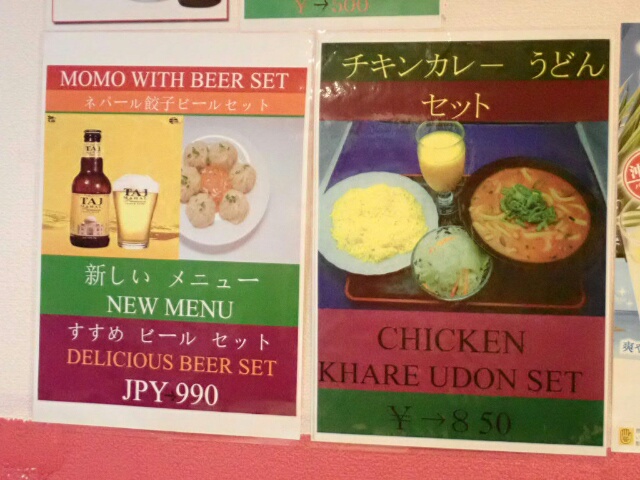 ¥→500
MOMO WITH BEER SET
ネパール餃子ビールセット
TAJ
TAJ
新しい メニュー
NEW MENU
すすめ ビール セット
DELICIOUS BEER SET
JPY→990
チキンカレー うどん
セット
CHICKEN
KHARE UDON SET
¥→850
爽や